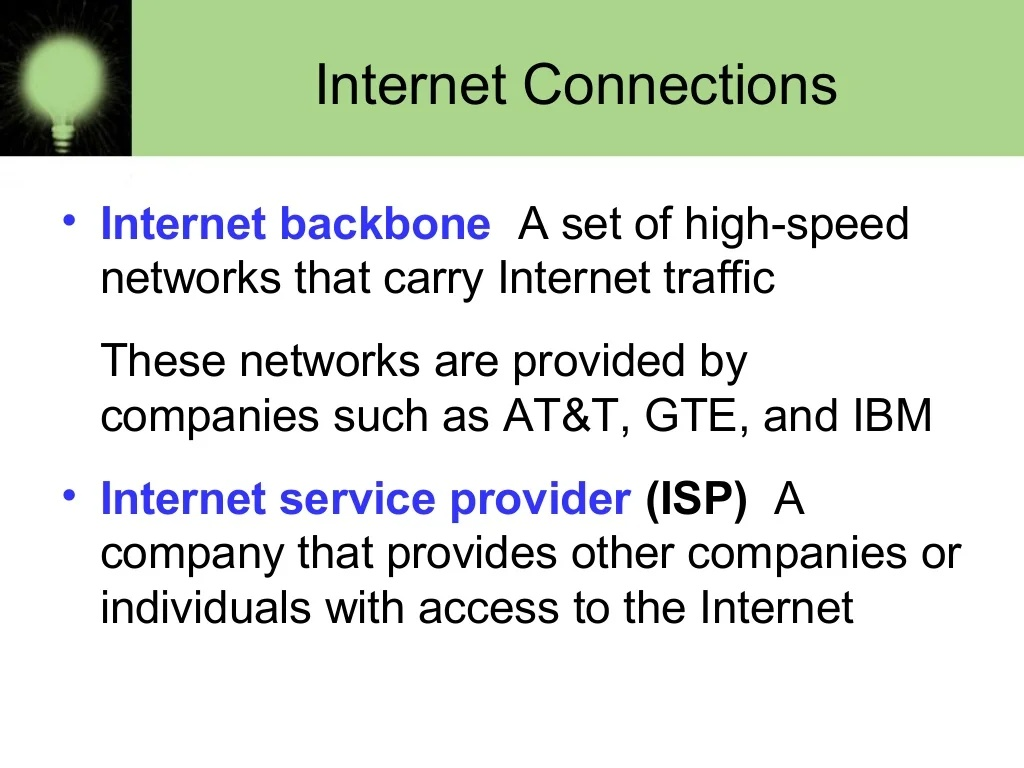 Internet Connections
• Internet backbone  A set of high-speed
networks that carry Internet traffic
These networks are provided by
companies such as AT&T, GTE, and IBM
• Internet service provider (ISP)  A
company that provides other companies or
individuals with access to the Internet